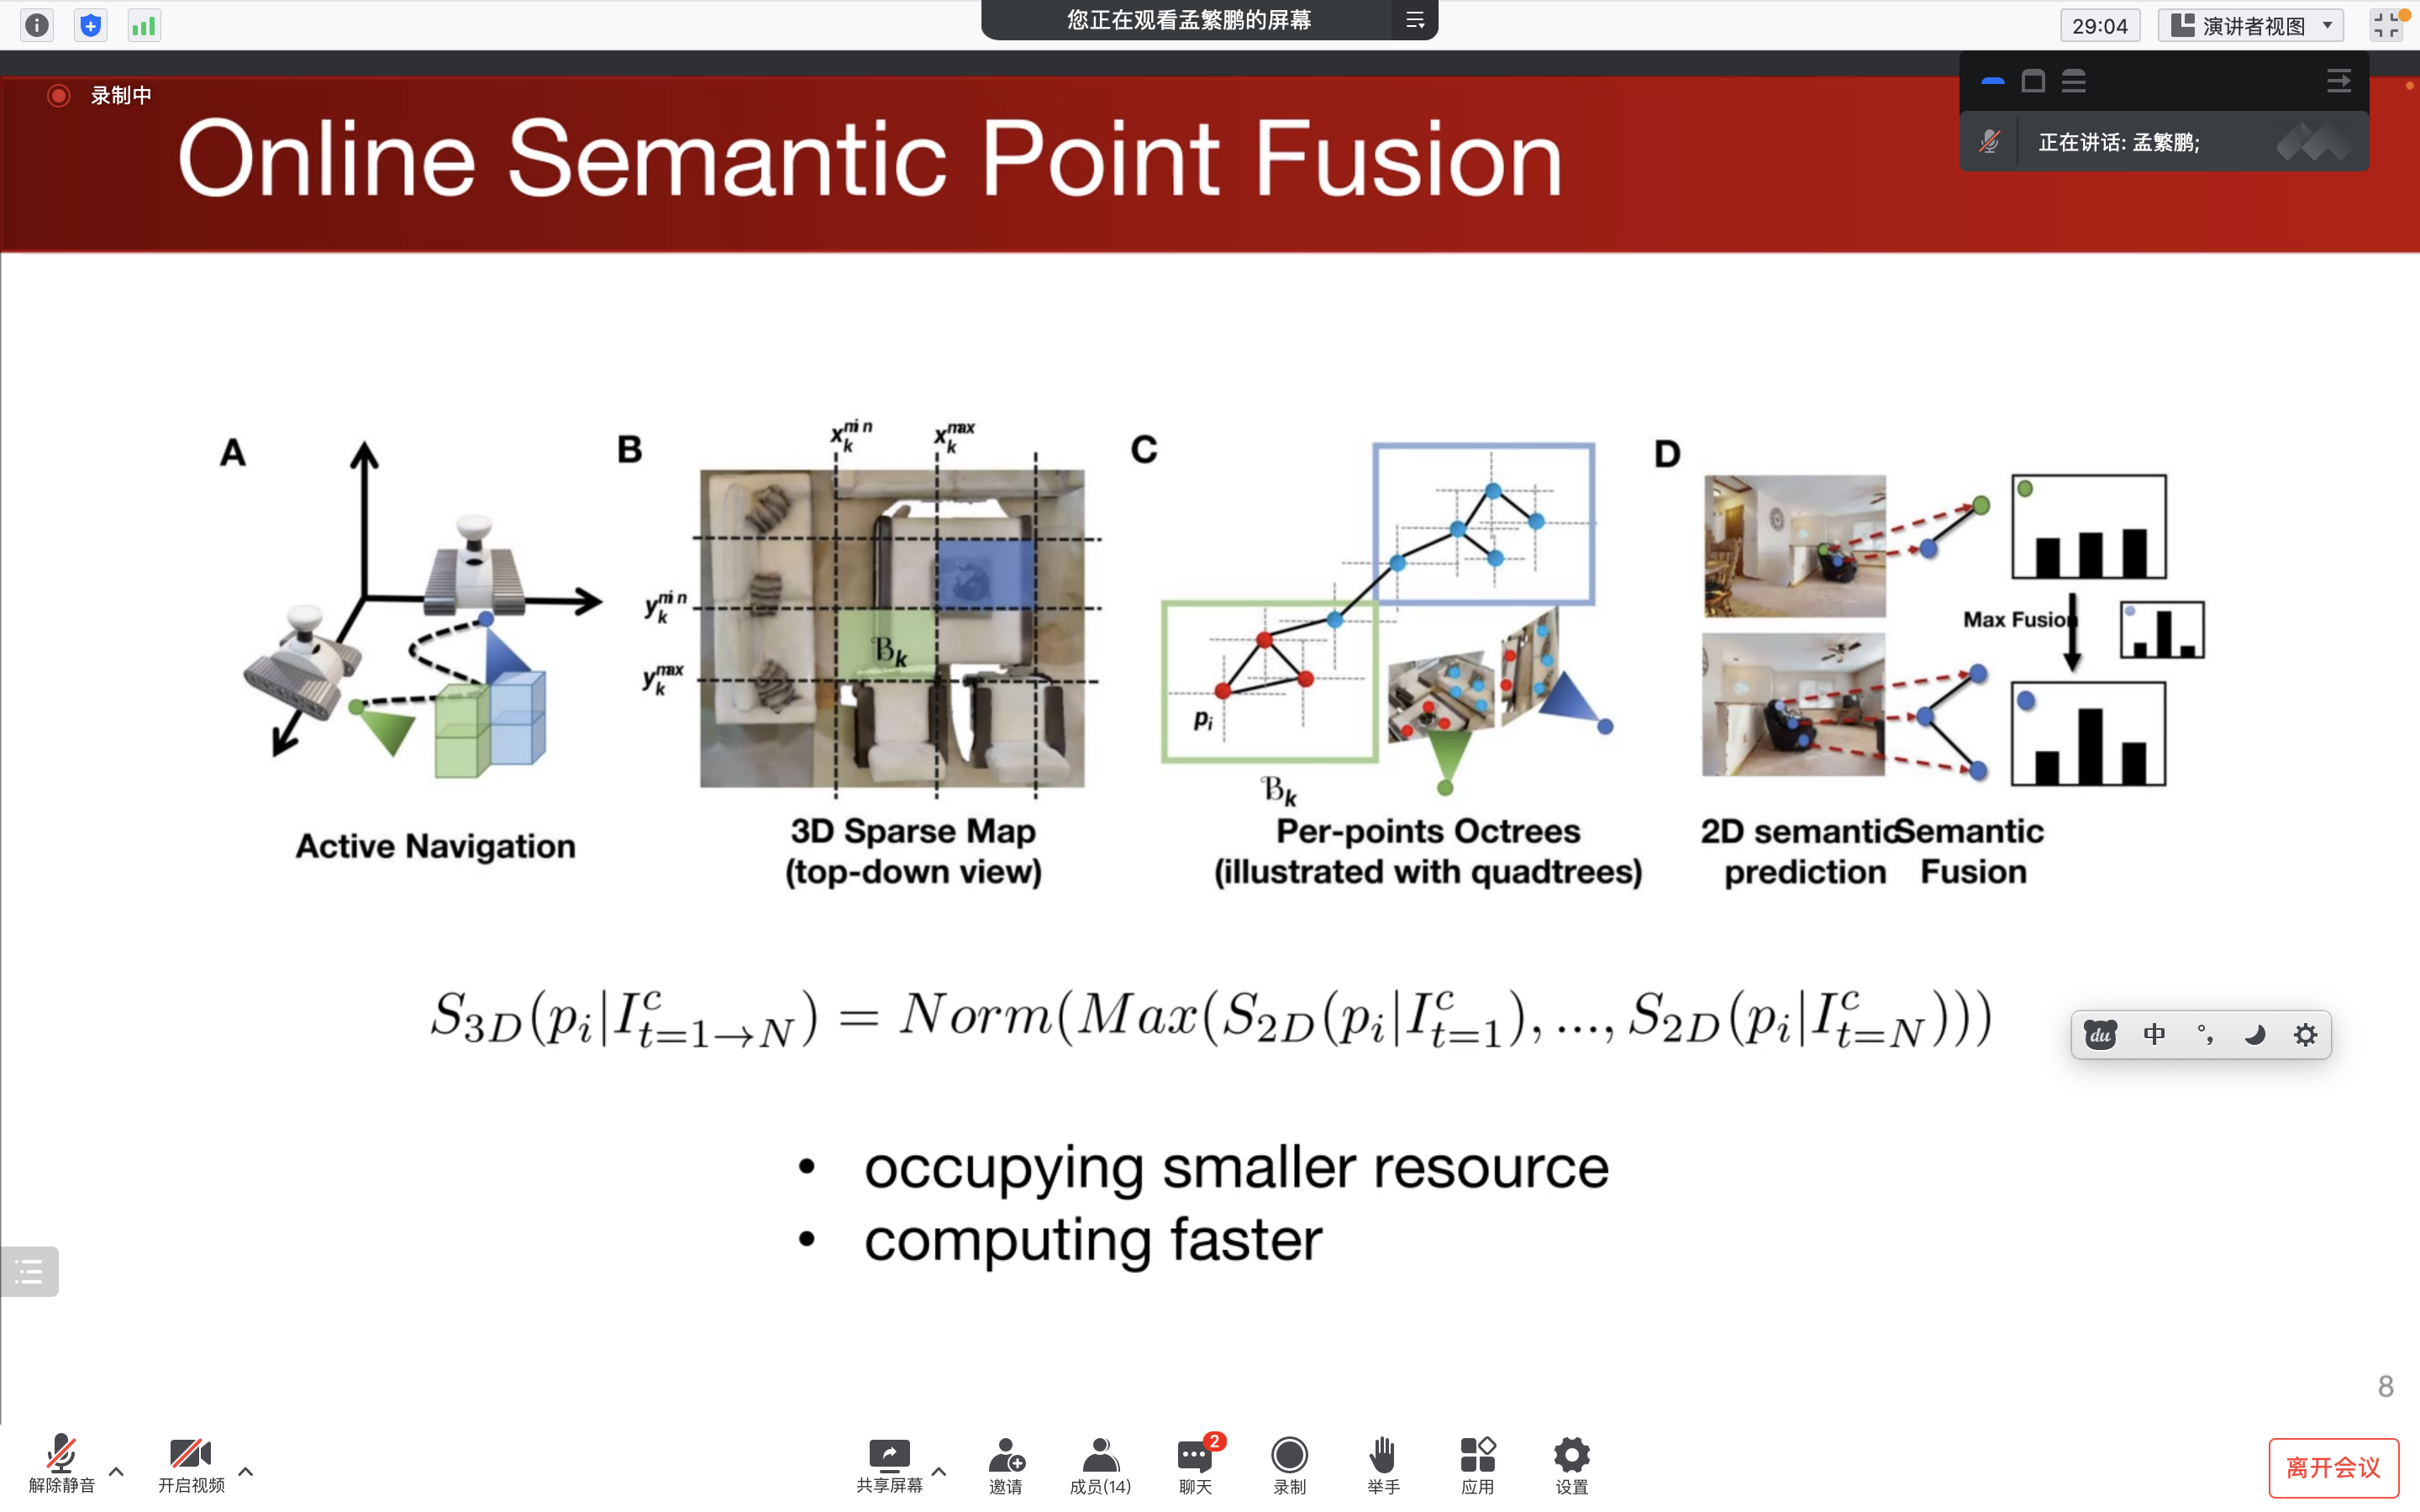 您正在观看孟繁鹏的屏幕
29:04
演讲者视图
录制中
正在讲话: 孟繁鹏;
Online Semantic Point Fusion
A
B
C
D
x_k^min
x_k^max
y_k^min
y_k^max
ℬk
p_i
ℬk
Max Fusion
Active Navigation
3D Sparse Map
(top-down view)
Per-points Octrees
(illustrated with quadtrees)
2D semantic
prediction
Semantic
Fusion
S_{3D}(p_i|I^c_{t=1→N}) = Norm(Max(S_{2D}(p_i|I^c_{t=1}), ..., S_{2D}(p_i|I^c_{t=N})))
du 中 °,
• occupying smaller resource
• computing faster
8
解除静音
开启视频
共享屏幕
邀请
成员(14)
2
聊天
录制
举手
应用
设置
离开会议